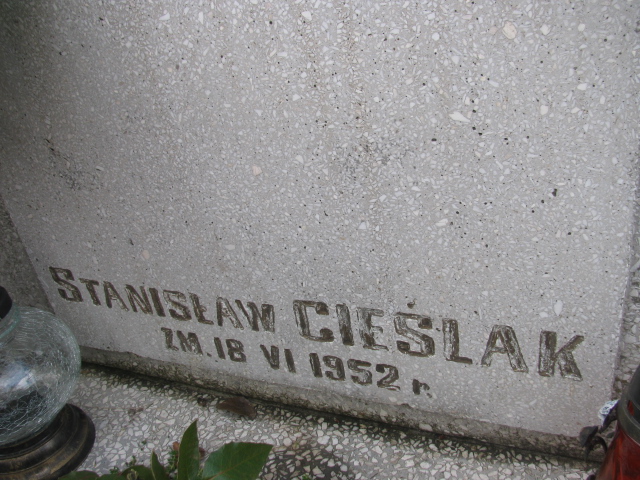 STANISŁAW CIEŚLAK
ZM. 18 VI 1952 r.